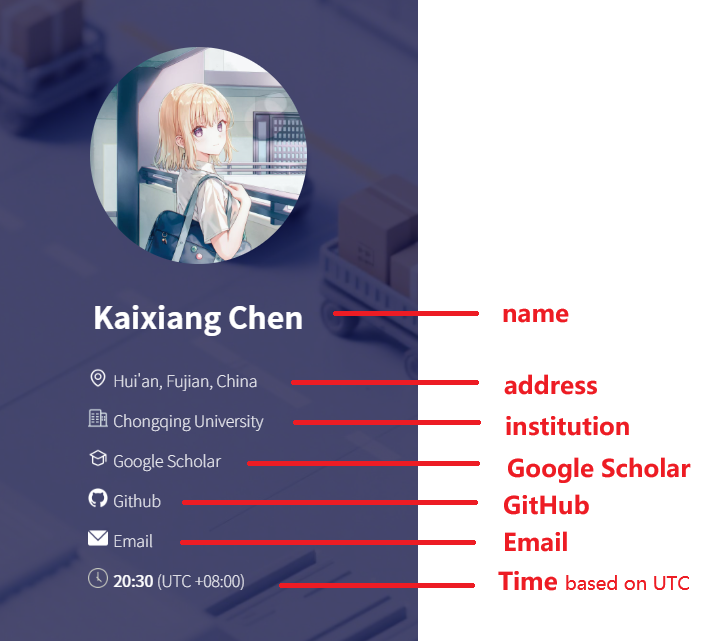 Kaixiang Chen name
Hui'an, Fujian, China address
Chongqing University institution
Google Scholar Google Scholar
Github GitHub
Email Email
20:30 (UTC +08:00) Time based on UTC